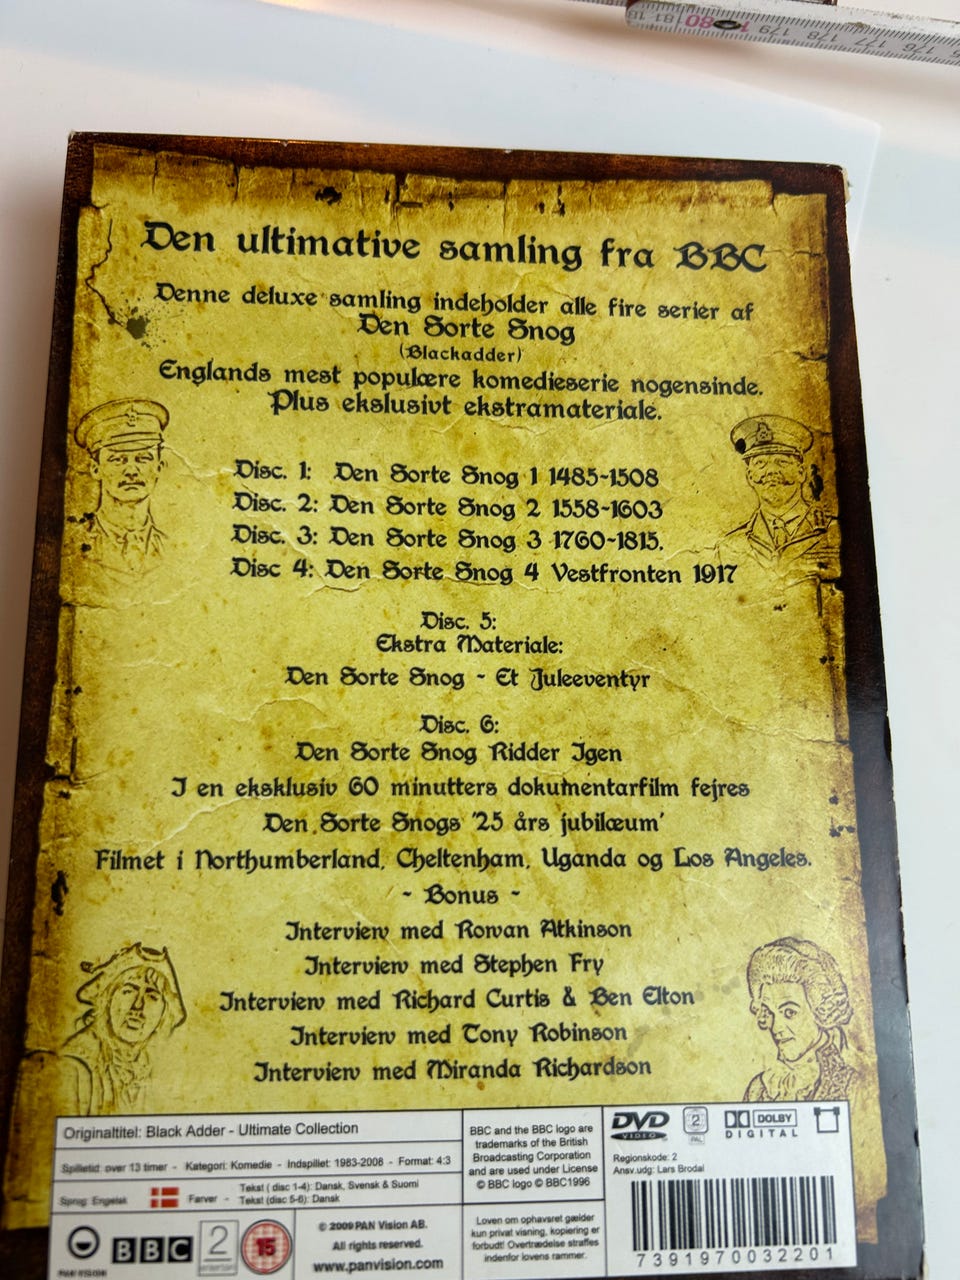 181 180 179 178 177 176
Den ultimative samling fra BBC
Denne deluxe samling indeholder alle fire serier af
Den Sorte Snog
(Blackadder)
Englands mest populære komedieserie nogensinde.
Plus ekslusivt ekstramateriale.
Disc. 1: Den Sorte Snog 1 1485-1508
Disc. 2: Den Sorte Snog 2 1558-1603
Disc. 3: Den Sorte Snog 3 1760-1815.
Disc 4: Den Sorte Snog 4 Vestfronten 1917
Disc. 5:
Ekstra Materiale:
Den Sorte Snog - Et Juleeventyr
Disc. 6:
Den Sorte Snog Ridder Igen
I en eksklusiv 60 minutters dokumentarfilm fejres
Den Sorte Snogs '25 års jubilæum'
Filmet i Northumberland, Cheltenham, Uganda og Los Angeles.
- Bonus -
Interview med Rowan Atkinson
Interview med Stephen Fry
Interview med Richard Curtis & Ben Elton
Interview med Tony Robinson
Interview med Miranda Richardson
Originaltitel: Black Adder - Ultimate Collection
Spilletid: over 13 timer - Kategori: Komedie - Indspillet: 1983-2008 - Format: 4:3
Sprog: Engelsk Farver - Tekst ( disc 1-4): Dansk, Svensk & Suomi
Tekst (disc 5-6): Dansk
PAN VISION
BBC
2
entertain
15
© 2009 PAN Vision AB.
All rights reserved.
www.panvision.com
BBC and the BBC logo are
trademarks of the British
Broadcasting Corporation
and are used under License
© BBC logo © BBC1996
Loven om ophavsret gælder
kun privat visning, kopiering er
forbudt! Overtrædelse straffes
indenfor lovens rammer.
DVD
VIDEO
2
PAL
DOLBY
DIGITAL
Regionskode: 2
Ansv.udg: Lars Brodal
7391970032201